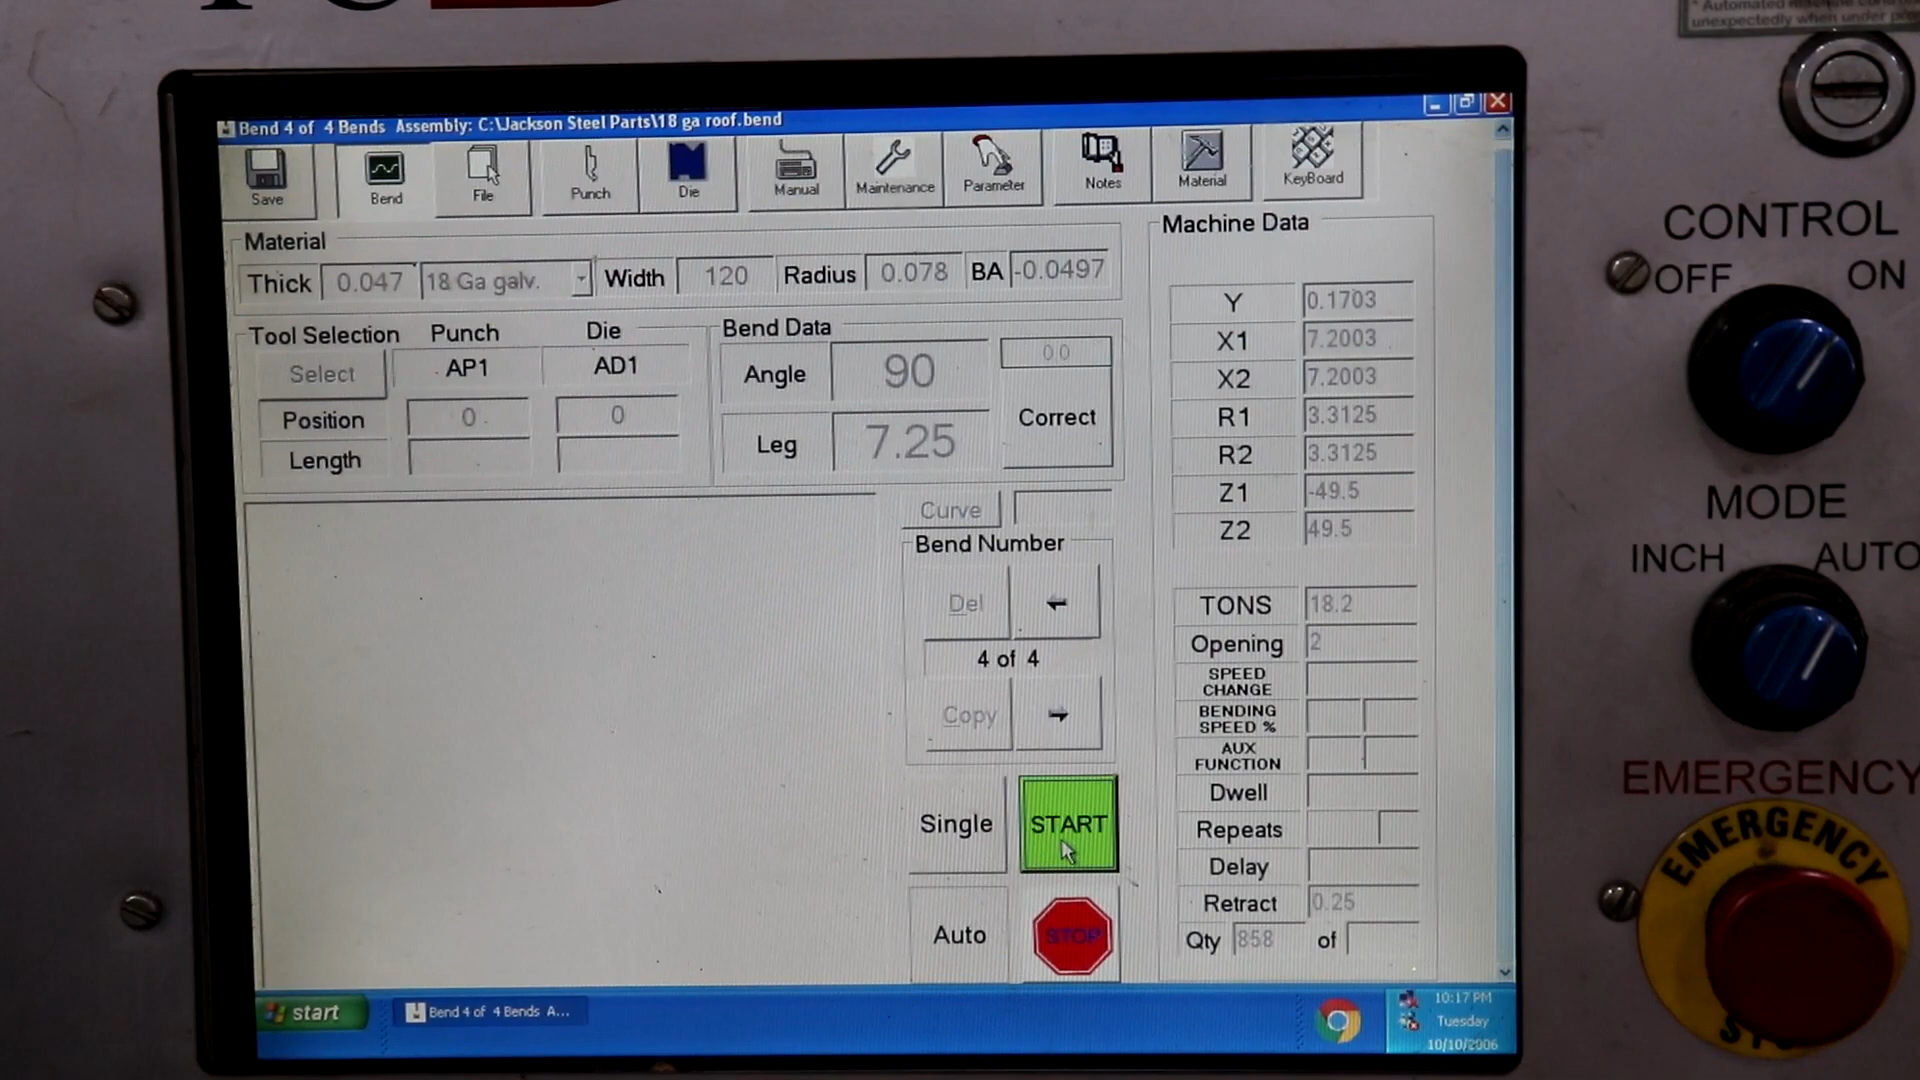 * Automated
unexpectedly when under
Bend 4 of 4 Bends Assembly: C:\Jackson Steel Parts\18 ga roof.bend
Save Bend File Punch Die Manual Maintenance Parameter Notes Material KeyBoard
Material
Thick 0.047 18 Ga galv. Width 120 Radius 0.078 BA -0.0497
Tool Selection Punch Die
Select AP1 AD1
Position 0 0
Length
Bend Data
Angle 90 0.0
Leg 7.25 Correct
Curve
Bend Number
Del
4 of 4
Copy
Single START
Auto STOP
Machine Data
Y 0.1703
X1 7.2003
X2 7.2003
R1 3.3125
R2 3.3125
Z1 -49.5
Z2 49.5
TONS 18.2
Opening 2
SPEED
CHANGE
BENDING
SPEED %
AUX
FUNCTION
Dwell
Repeats
Delay
Retract 0.25
Qty 858 of
start Bend 4 of 4 Bends A...
10:17 PM
Tuesday
10/10/2006
CONTROL
OFF ON
MODE
INCH AUTO
EMERGENCY
EMERGENCY